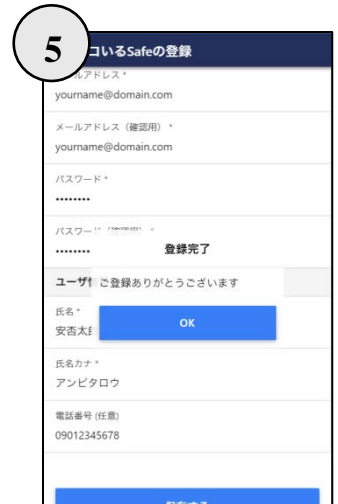 5
コいるSafeの登録
ルアドレス *
yourname@domain.com
メールアドレス（確認用） *
yourname@domain.com
パスワード *
••••••••
パスワー
••••••••
登録完了
ユーザ
ご登録ありがとうございます
氏名 *
安否太
OK
氏名カナ *
アンピタロウ
電話番号 (任意)
09012345678